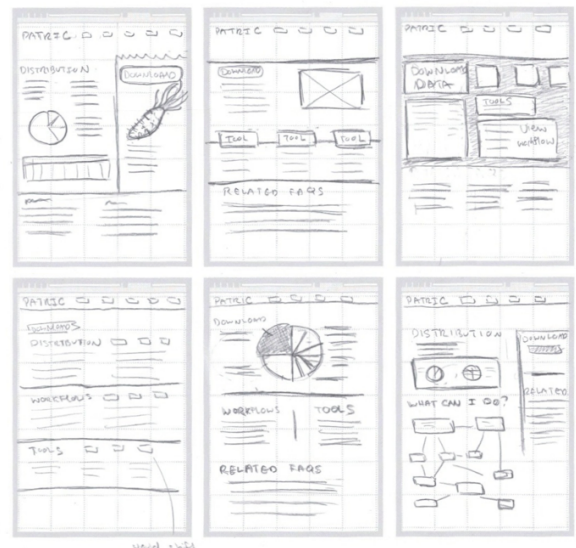 PATRIC
DISTRIBUTION
DOWNLOAD
PATRIC
DOWNLOAD
TOOL
TOOL
TOOL
RELATED FAQS
PATRIC
DOWNLOAD
DATA
TOOLS
View
workflow
PATRIC
DOWNLOADS
DISTRIBUTION
WORKFLOWS
TOOLS
PATRIC
DOWNLOAD
WORKFLOWS
TOOLS
RELATED FAQS
PATRIC
DISTRIBUTION
DOWNLOAD
RELATED
WHAT CAN I DO?